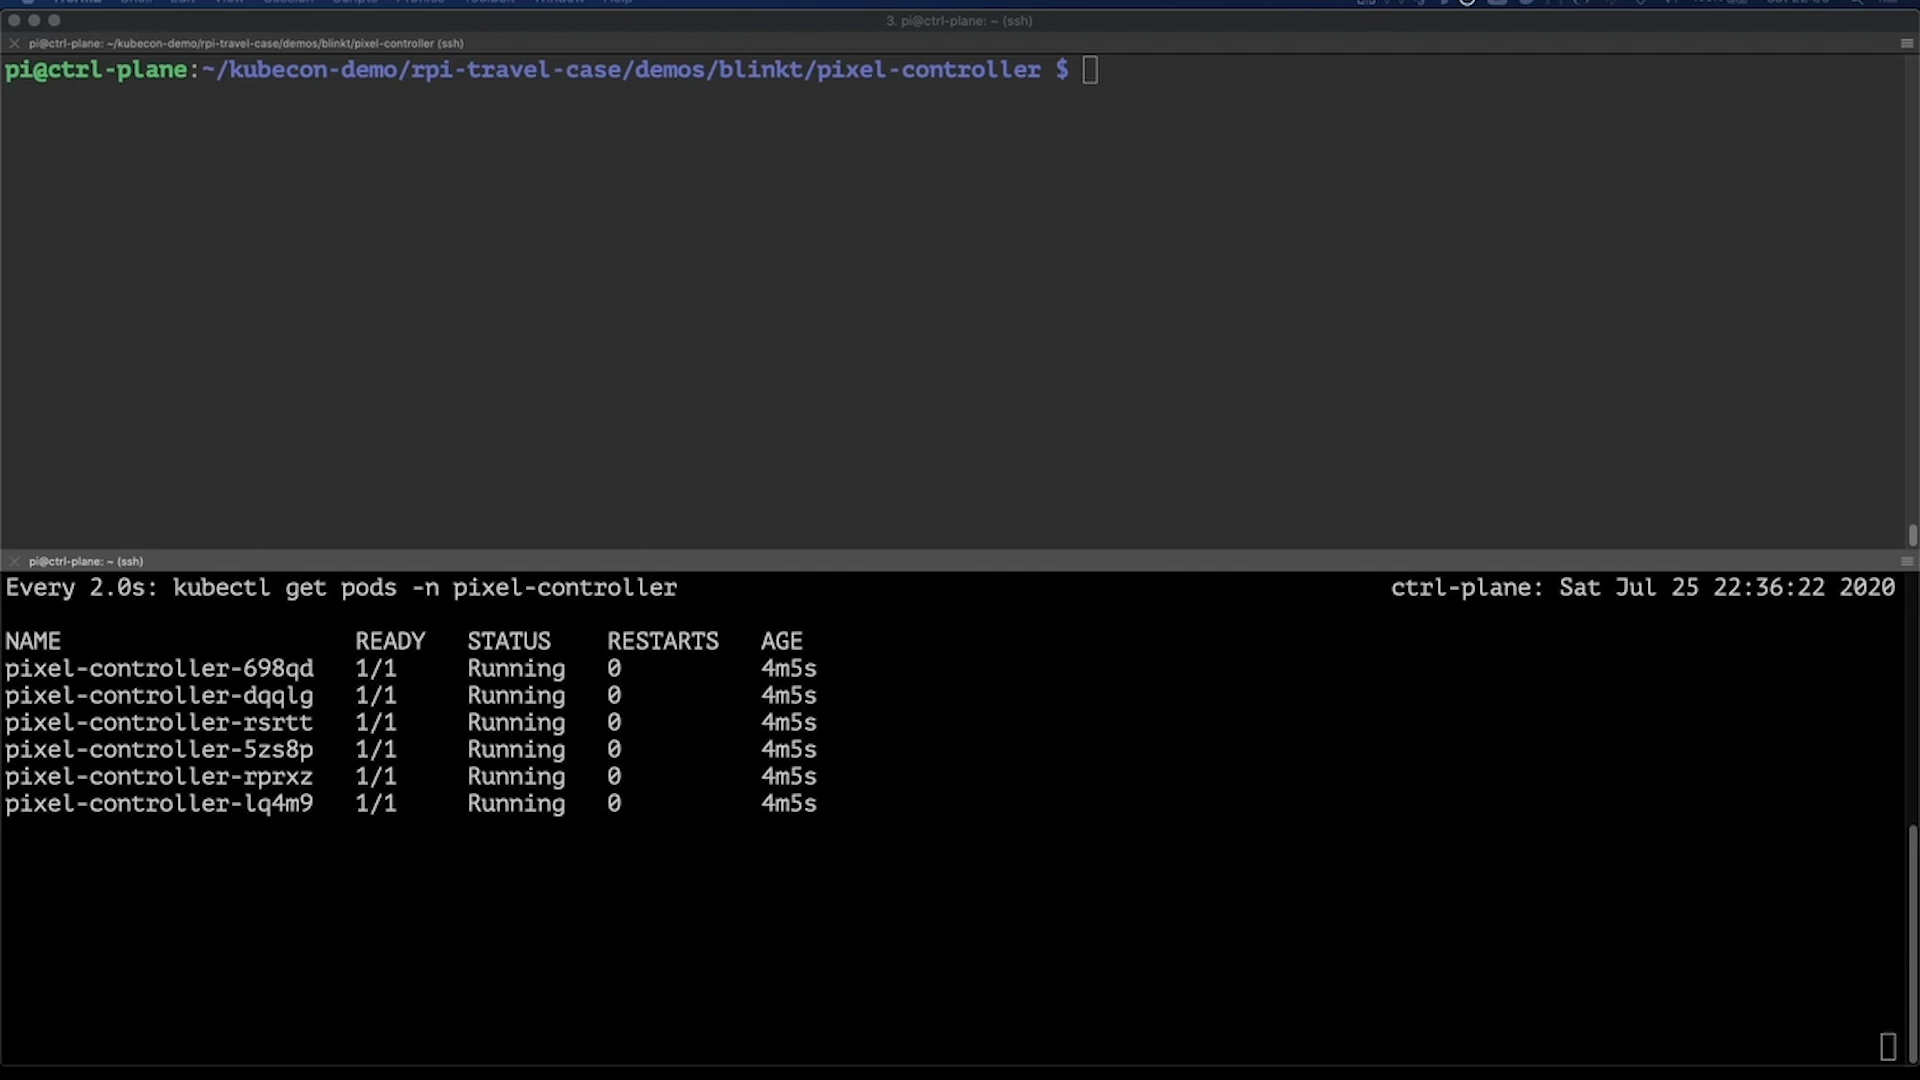 3. pi@ctrl-plane: ~ (ssh)
pi@ctrl-plane: ~/kubecon-demo/rpi-travel-case/demos/blinkt/pixel-controller (ssh)
pi@ctrl-plane:~/kubecon-demo/rpi-travel-case/demos/blinkt/pixel-controller $
pi@ctrl-plane: ~ (ssh)
Every 2.0s: kubectl get pods -n pixel-controller ctrl-plane: Sat Jul 25 22:36:22 2020
NAME READY STATUS RESTARTS AGE
pixel-controller-698qd 1/1 Running 0 4m5s
pixel-controller-dqqlg 1/1 Running 0 4m5s
pixel-controller-rsrtt 1/1 Running 0 4m5s
pixel-controller-5zs8p 1/1 Running 0 4m5s
pixel-controller-rprxz 1/1 Running 0 4m5s
pixel-controller-lq4m9 1/1 Running 0 4m5s